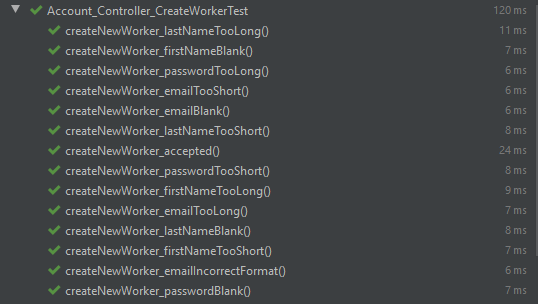 Account_Controller_CreateWorkerTest 120 ms
createNewWorker_lastNameTooLong() 11 ms
createNewWorker_firstNameBlank() 7 ms
createNewWorker_passwordTooLong() 6 ms
createNewWorker_emailTooShort() 6 ms
createNewWorker_emailBlank() 6 ms
createNewWorker_lastNameTooShort() 8 ms
createNewWorker_accepted() 24 ms
createNewWorker_passwordTooShort() 8 ms
createNewWorker_firstNameTooLong() 9 ms
createNewWorker_emailTooLong() 7 ms
createNewWorker_lastNameBlank() 8 ms
createNewWorker_firstNameTooShort() 7 ms
createNewWorker_emailIncorrectFormat() 6 ms
createNewWorker_passwordBlank() 7 ms